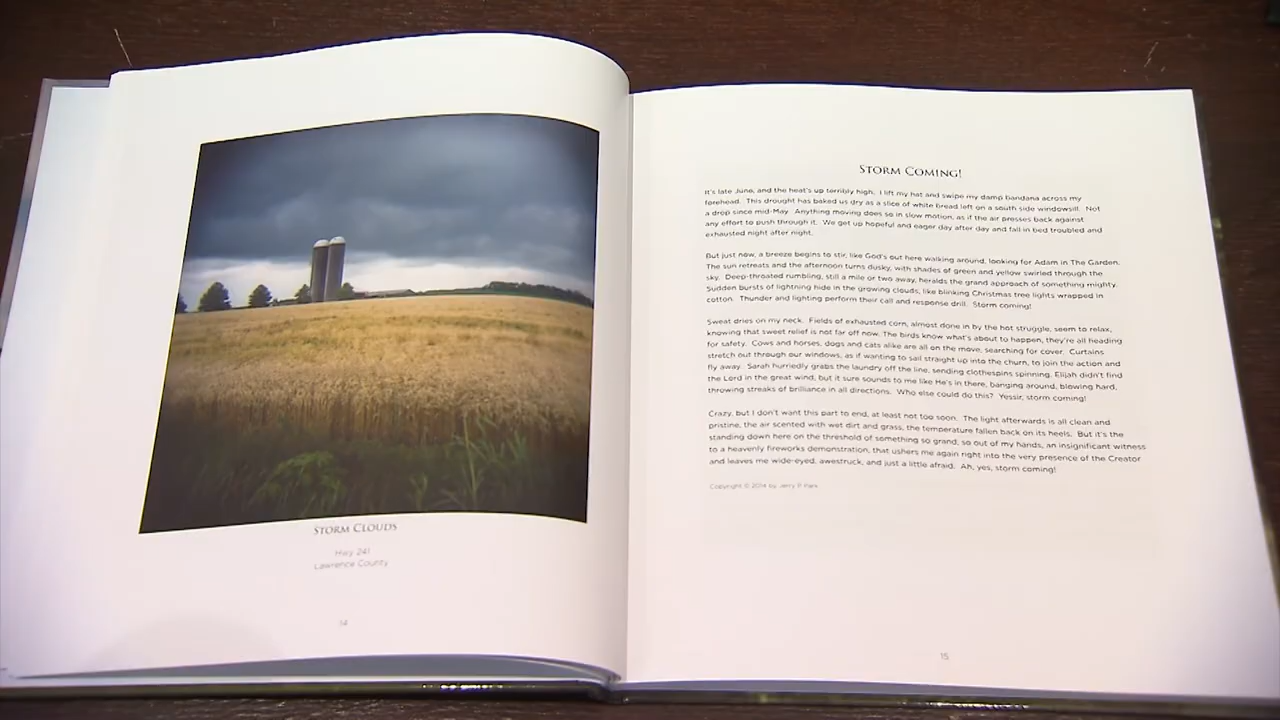 STORM CLOUDS
Hwy 241
Lawrence County
14
STORM COMING!
It's late June, and the heat's up terribly high. I lift my hat and swipe my damp bandana across my
forehead. This drought has baked us dry as a slice of white bread left on a south side windowsill. Not
a drop since mid-May. Anything moving does so in slow motion, as if the air presses back against
any effort to push through it. We get up hopeful and eager day after day and fall in bed troubled and
exhausted night after night.
But just now, a breeze begins to stir, like God's out here walking around, looking for Adam in The Garden.
The sun retreats and the afternoon turns dusky, with shades of green and yellow swirled through the
sky. Deep-throated rumbling, still a mile or two away, heralds the grand approach of something mighty.
Sudden bursts of lightning hide in the growing clouds, like blinking Christmas tree lights wrapped in
cotton. Thunder and lighting perform their call and response drill. Storm coming!
Sweat dries on my neck. Fields of exhausted corn, almost done in by the hot struggle, seem to relax,
knowing that sweet relief is not far off now. The birds know what's about to happen, they're all heading
for safety. Cows and horses, dogs and cats alike are all on the move, searching for cover. Curtains
stretch out through our windows, as if wanting to sail straight up into the churn, to join the action and
fly away. Sarah hurriedly grabs the laundry off the line, sending clothespins spinning. Elijah didn't find
the Lord in the great wind, but it sure sounds to me like He's in there, banging around, blowing hard,
throwing streaks of brilliance in all directions. Who else could do this? Yessir, storm coming!
Crazy, but I don't want this part to end, at least not too soon. The light afterwards is all clean and
pristine, the air scented with wet dirt and grass, the temperature fallen back on its heels. But it's the
standing down here on the threshold of something so grand, so out of my hands, an insignificant witness
to a heavenly fireworks demonstration, that ushers me again right into the very presence of the Creator
and leaves me wide-eyed, awestruck, and just a little afraid. Ah, yes, storm coming!
Copyright © 2014 by Jerry P.
15